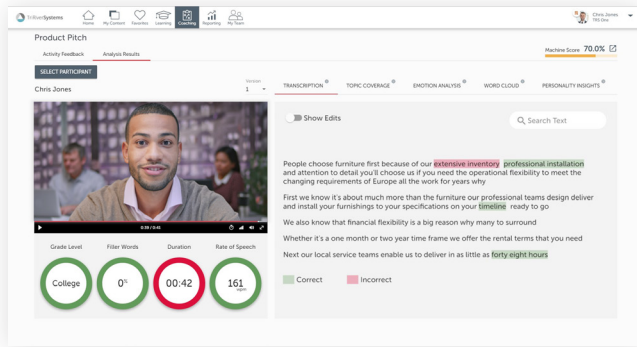 TrillionSystems
Home
My Content
Favorites
Learning
Coaching
Reporting
My Team
Chris Jones
TRS Dev
Product Pitch
Activity Feedback
Analysis Results
Machine Score 70.0%
SELECT PARTICIPANT
Chris Jones
Version
1
TRANSCRIPTION
TOPIC COVERAGE
EMOTION ANALYSIS
WORD CLOUD
PERSONALITY INSIGHTS
Show Edits
Search Text
People choose furniture first because of our extensive inventory professional installation
and attention to detail you'll choose us if you need the operational flexibility to meet the
changing requirements of Europe all the work for years why
First we know it's about much more than the furniture our professional teams design deliver
and install your furnishings to your specifications on your timeline ready to go
We also know that financial flexibility is a big reason why many to surround
Whether it's a one month or two year time frame we offer the rental terms that you need
Next our local service teams enable us to deliver in as little as forty eight hours
Correct
Incorrect
0:39 / 0:41
Grade Level
Filler Words
Duration
Rate of Speech
College
0%
00:42
161